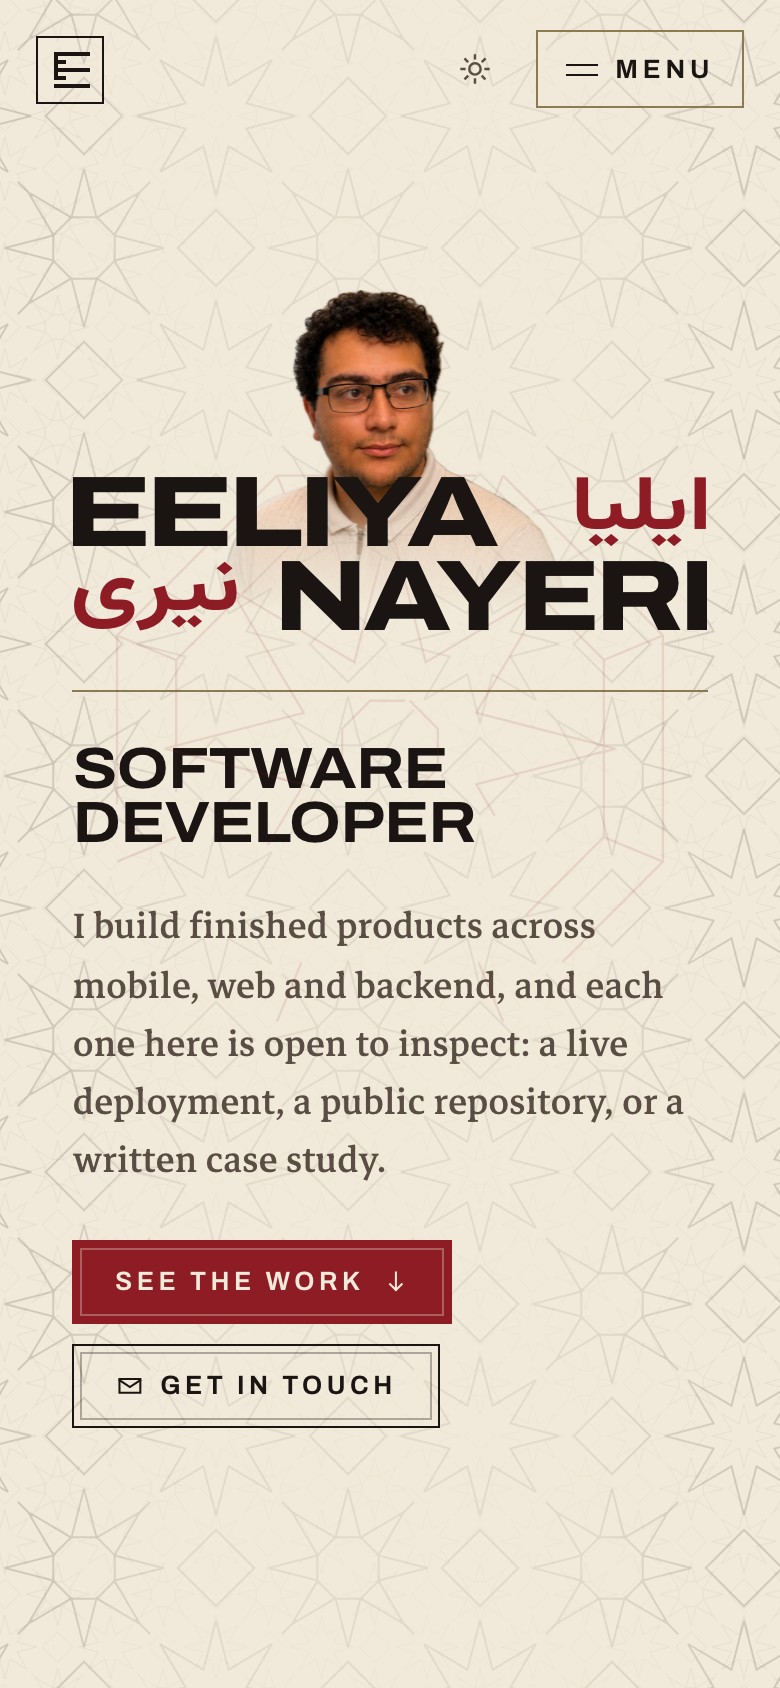 MENU
EELIYA ایلیا
نیری NAYERI
SOFTWARE
DEVELOPER
I build finished products across
mobile, web and backend, and each
one here is open to inspect: a live
deployment, a public repository, or a
written case study.
SEE THE WORK ↓
GET IN TOUCH